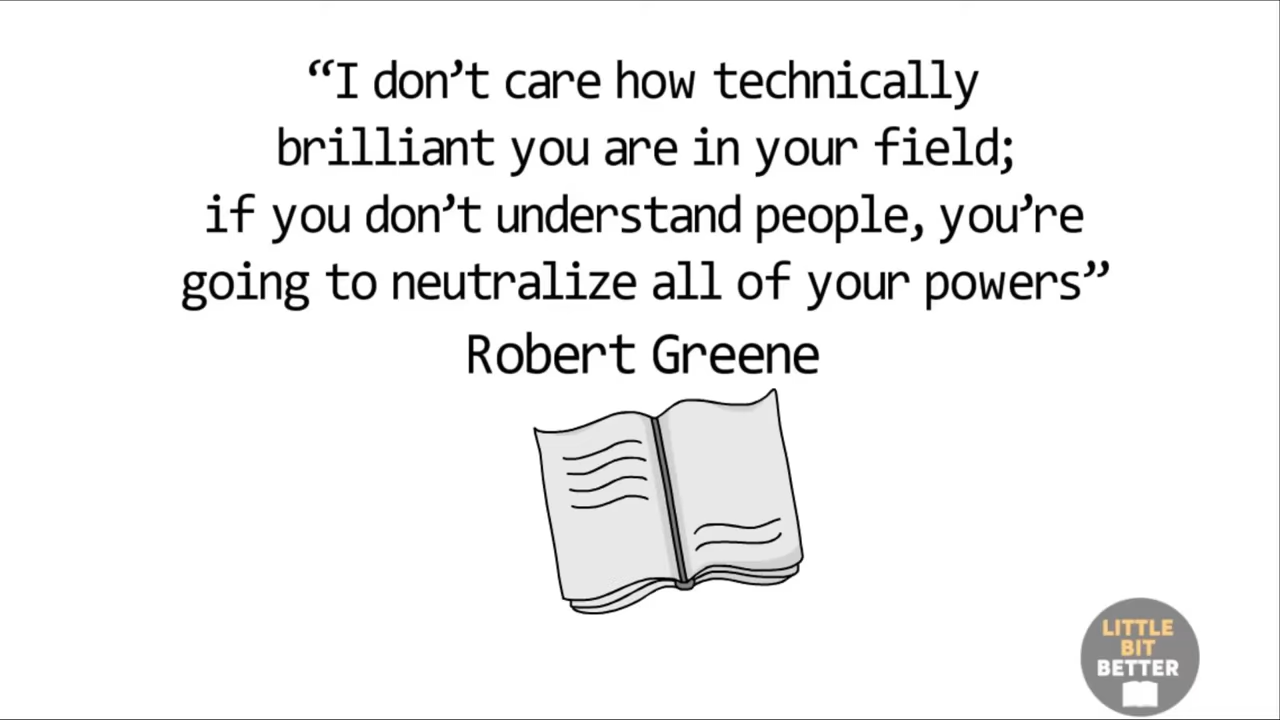 “I don’t care how technically
brilliant you are in your field;
if you don’t understand people, you’re
going to neutralize all of your powers”
Robert Greene
LITTLE
BIT
BETTER